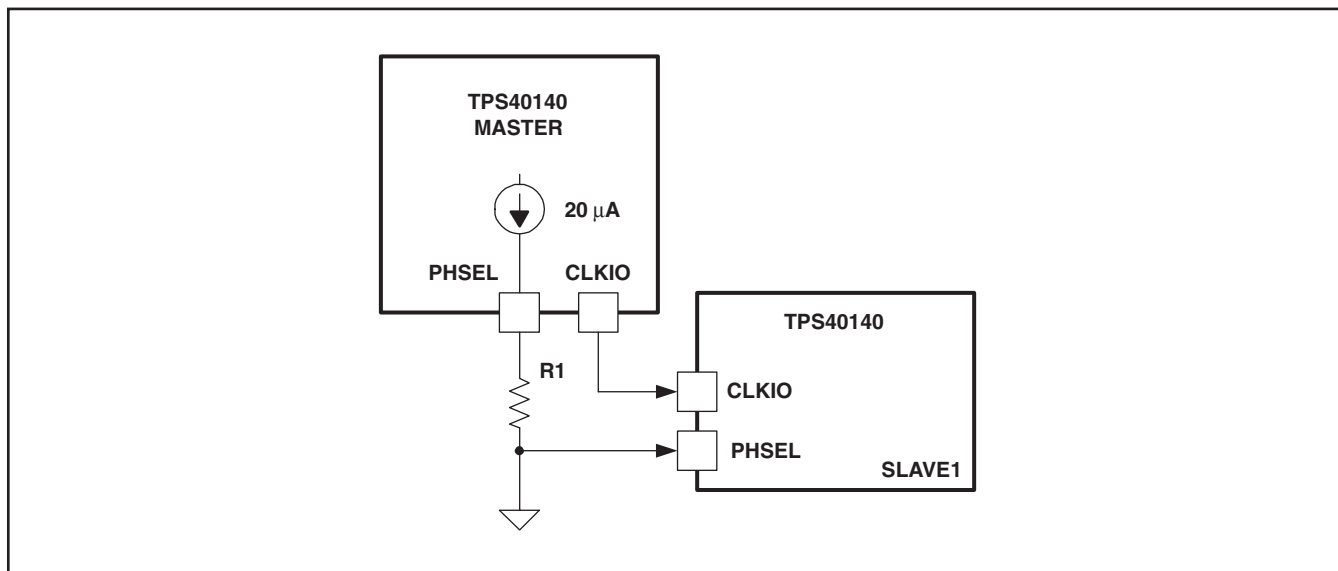 TPS40140
MASTER
20 μA
PHSEL
CLKIO
R1
TPS40140
CLKIO
PHSEL
SLAVE1